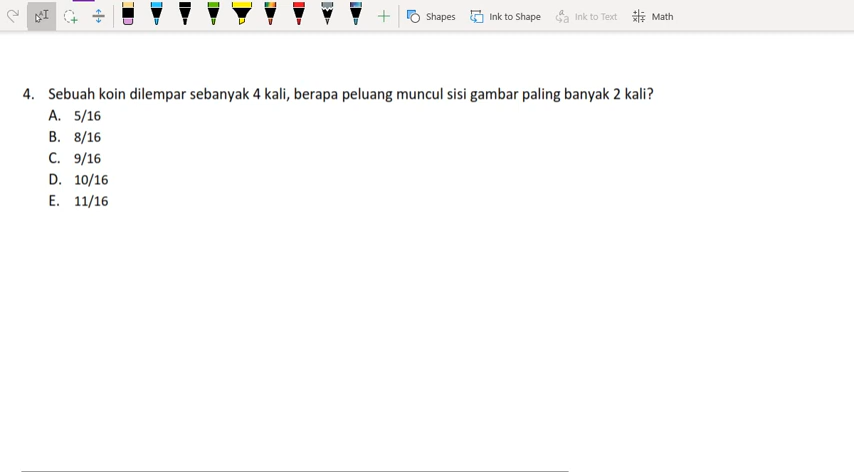 Shapes Ink to Shape Ink to Text Math
4. Sebuah koin dilempar sebanyak 4 kali, berapa peluang muncul sisi gambar paling banyak 2 kali?
A. 5/16
B. 8/16
C. 9/16
D. 10/16
E. 11/16